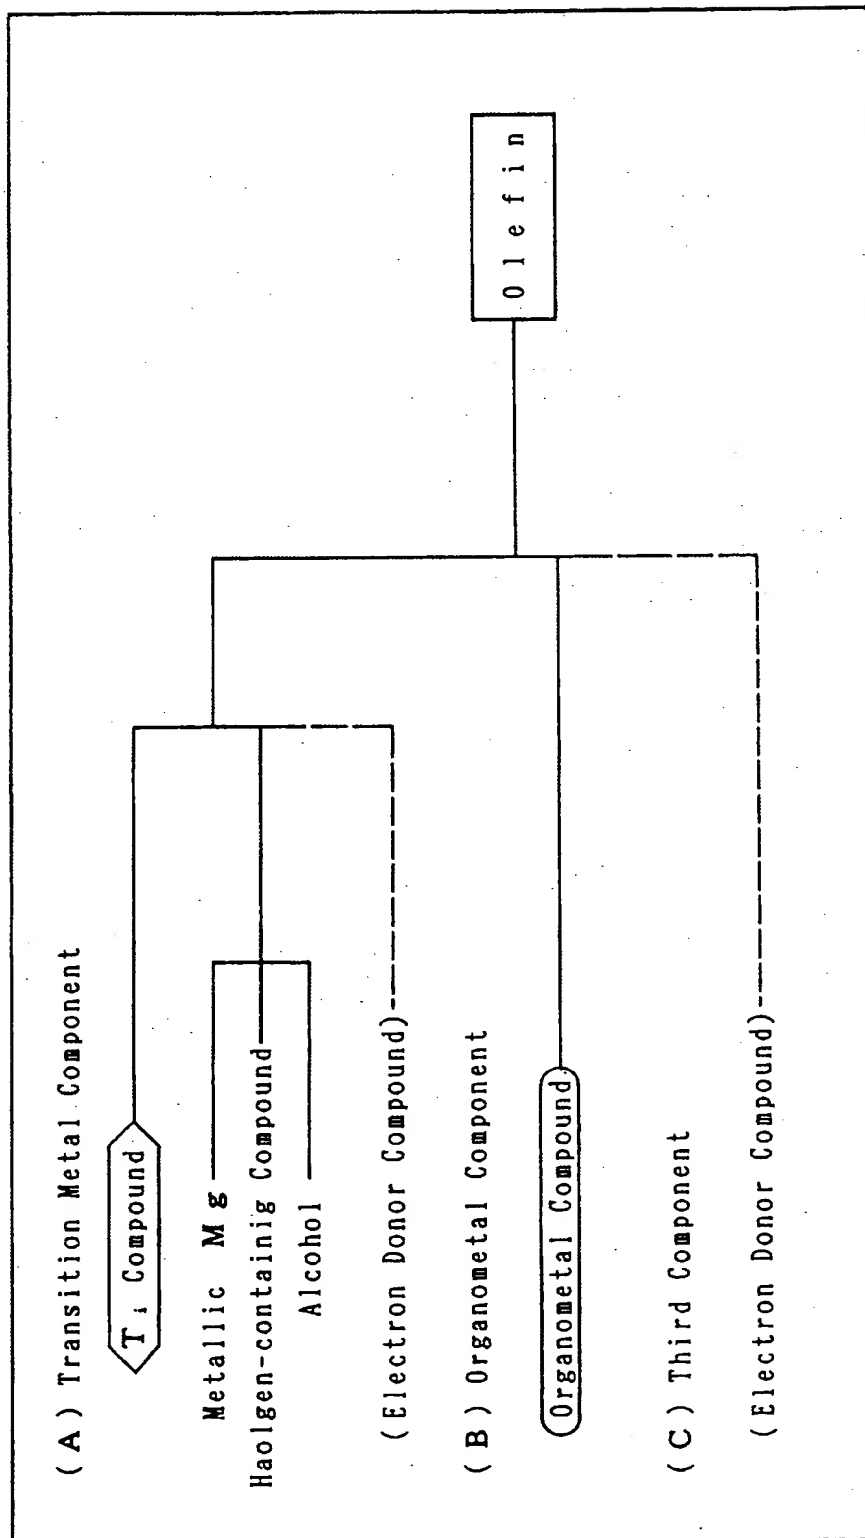 (A) Transition Metal Component
Ti Compound
Metallic Mg
Haolgen-containig Compound
Alcohol
(Electron Donor Compound)
(B) Organometal Component
Organometal Compound
(C) Third Component
(Electron Donor Compound)
Olefin